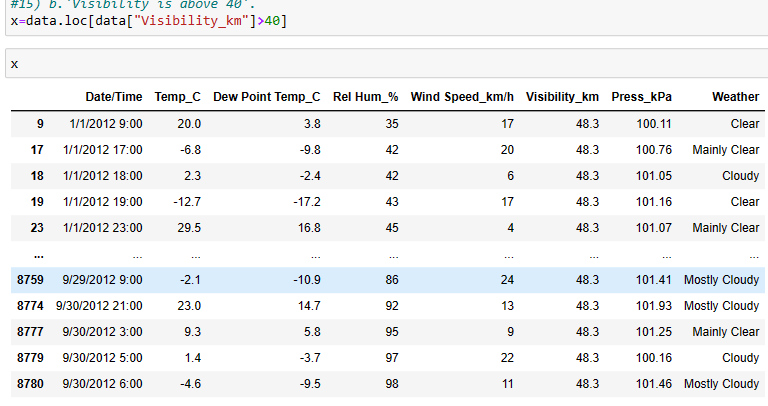 #15) b.'Visibility is above 40'.
x=data.loc[data["Visibility_km"]>40]
x
Date/Time Temp_C Dew Point Temp_C Rel Hum_% Wind Speed_km/h Visibility_km Press_kPa Weather
9 1/1/2012 9:00 20.0 3.8 35 17 48.3 100.11 Clear
17 1/1/2012 17:00 -6.8 -9.8 42 20 48.3 100.76 Mainly Clear
18 1/1/2012 18:00 2.3 -2.4 42 6 48.3 101.05 Cloudy
19 1/1/2012 19:00 -12.7 -17.2 43 17 48.3 101.16 Clear
23 1/1/2012 23:00 29.5 16.8 45 4 48.3 101.07 Mainly Clear
... ... ... ... ... ... ... ... ...
8759 9/29/2012 9:00 -2.1 -10.9 86 24 48.3 101.41 Mostly Cloudy
8774 9/30/2012 21:00 23.0 14.7 92 13 48.3 101.93 Mostly Cloudy
8777 9/30/2012 3:00 9.3 5.8 95 9 48.3 101.25 Mainly Clear
8779 9/30/2012 5:00 1.4 -3.7 97 22 48.3 100.16 Cloudy
8780 9/30/2012 6:00 -4.6 -9.5 98 11 48.3 101.46 Mostly Cloudy